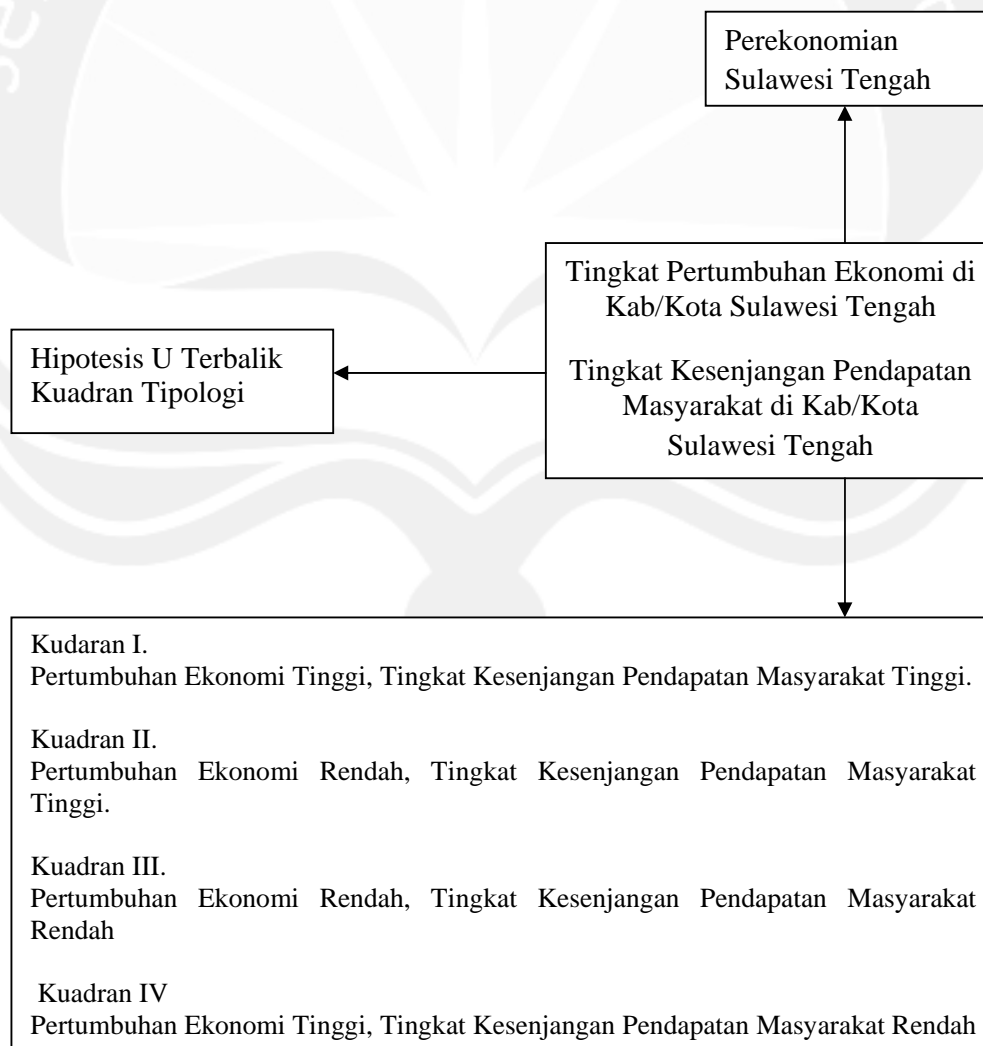 Perekonomian
Sulawesi Tengah
Tingkat Pertumbuhan Ekonomi di
Kab/Kota Sulawesi Tengah
Tingkat Kesenjangan Pendapatan
Masyarakat di Kab/Kota
Sulawesi Tengah
Hipotesis U Terbalik
Kuadran Tipologi
Kudaran I.
Pertumbuhan Ekonomi Tinggi, Tingkat Kesenjangan Pendapatan Masyarakat Tinggi.
Kuadran II.
Pertumbuhan Ekonomi Rendah, Tingkat Kesenjangan Pendapatan Masyarakat
Tinggi.
Kuadran III.
Pertumbuhan Ekonomi Rendah, Tingkat Kesenjangan Pendapatan Masyarakat
Rendah
Kuadran IV
Pertumbuhan Ekonomi Tinggi, Tingkat Kesenjangan Pendapatan Masyarakat Rendah